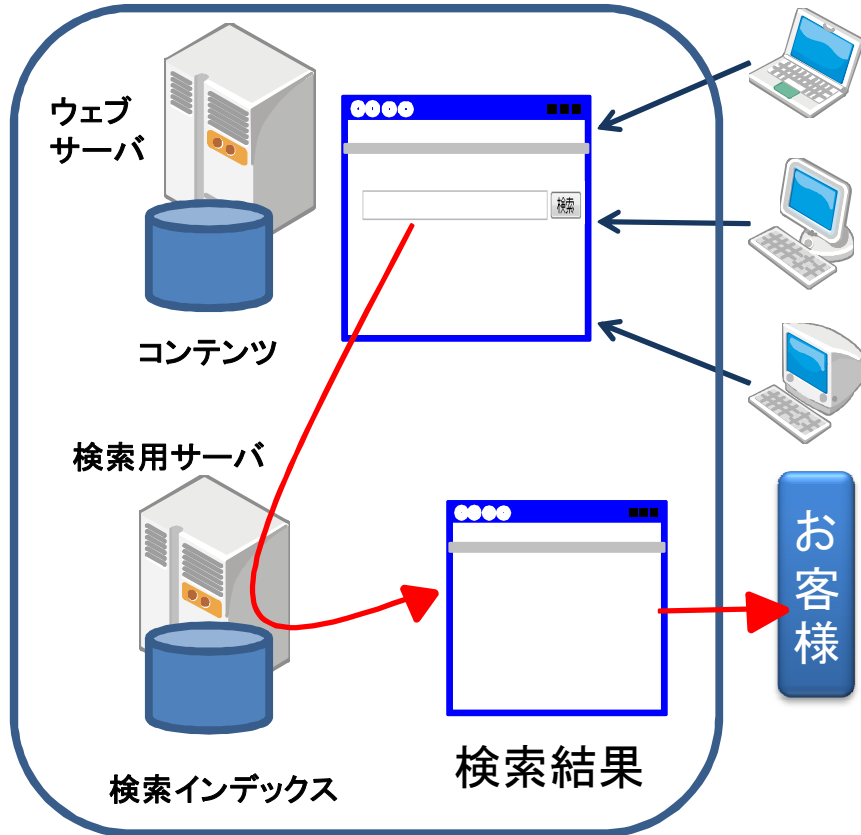 ウェブ
サーバ
検索
コンテンツ
検索用サーバ
お客様
検索結果
検索インデックス